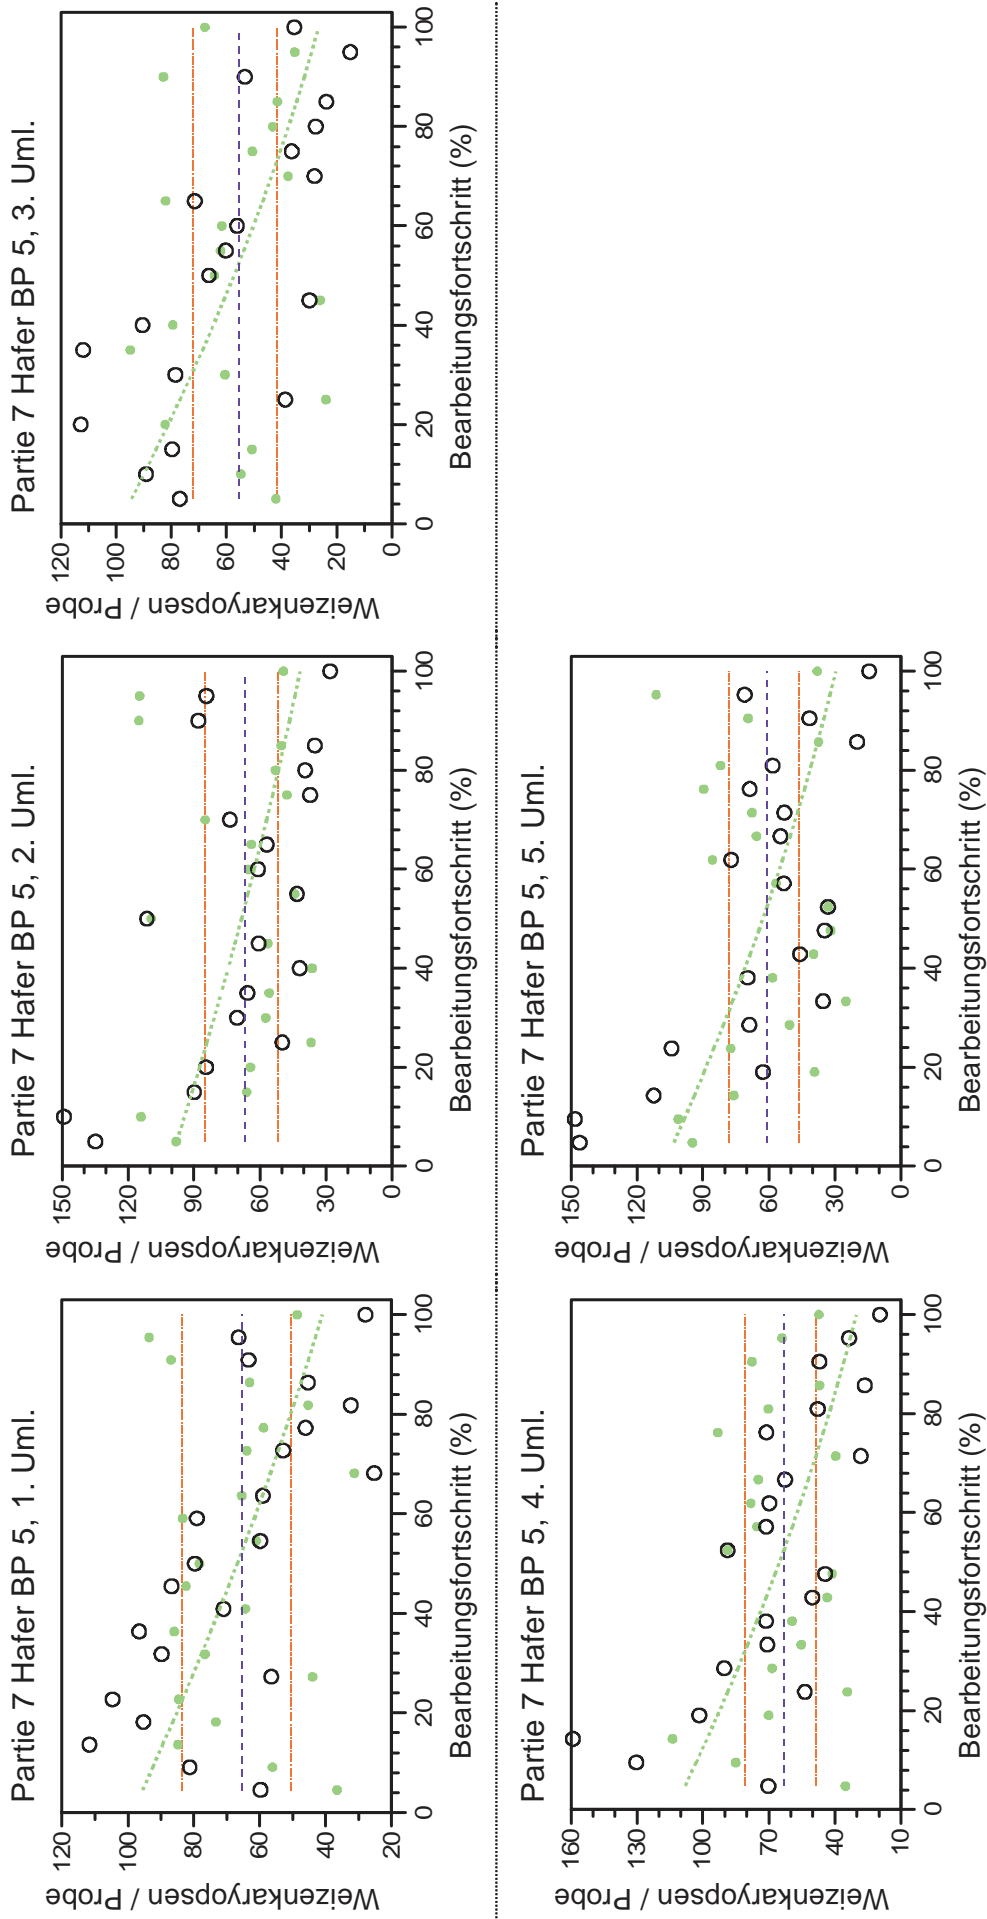 Partie 7 Hafer BP 5, 1. Uml.
Weizenkaryopsen / Probe
120
100
80
60
40
20
0 20 40 60 80 100
Bearbeitungsfortschritt (%)
Partie 7 Hafer BP 5, 2. Uml.
Weizenkaryopsen / Probe
150
120
90
60
30
0
0 20 40 60 80 100
Bearbeitungsfortschritt (%)
Partie 7 Hafer BP 5, 3. Uml.
Weizenkaryopsen / Probe
120
100
80
60
40
20
0
0 20 40 60 80 100
Bearbeitungsfortschritt (%)
Partie 7 Hafer BP 5, 4. Uml.
Weizenkaryopsen / Probe
160
130
100
70
40
10
0 20 40 60 80 100
Bearbeitungsfortschritt (%)
Partie 7 Hafer BP 5, 5. Uml.
Weizenkaryopsen / Probe
150
120
90
60
30
0
0 20 40 60 80 100
Bearbeitungsfortschritt (%)